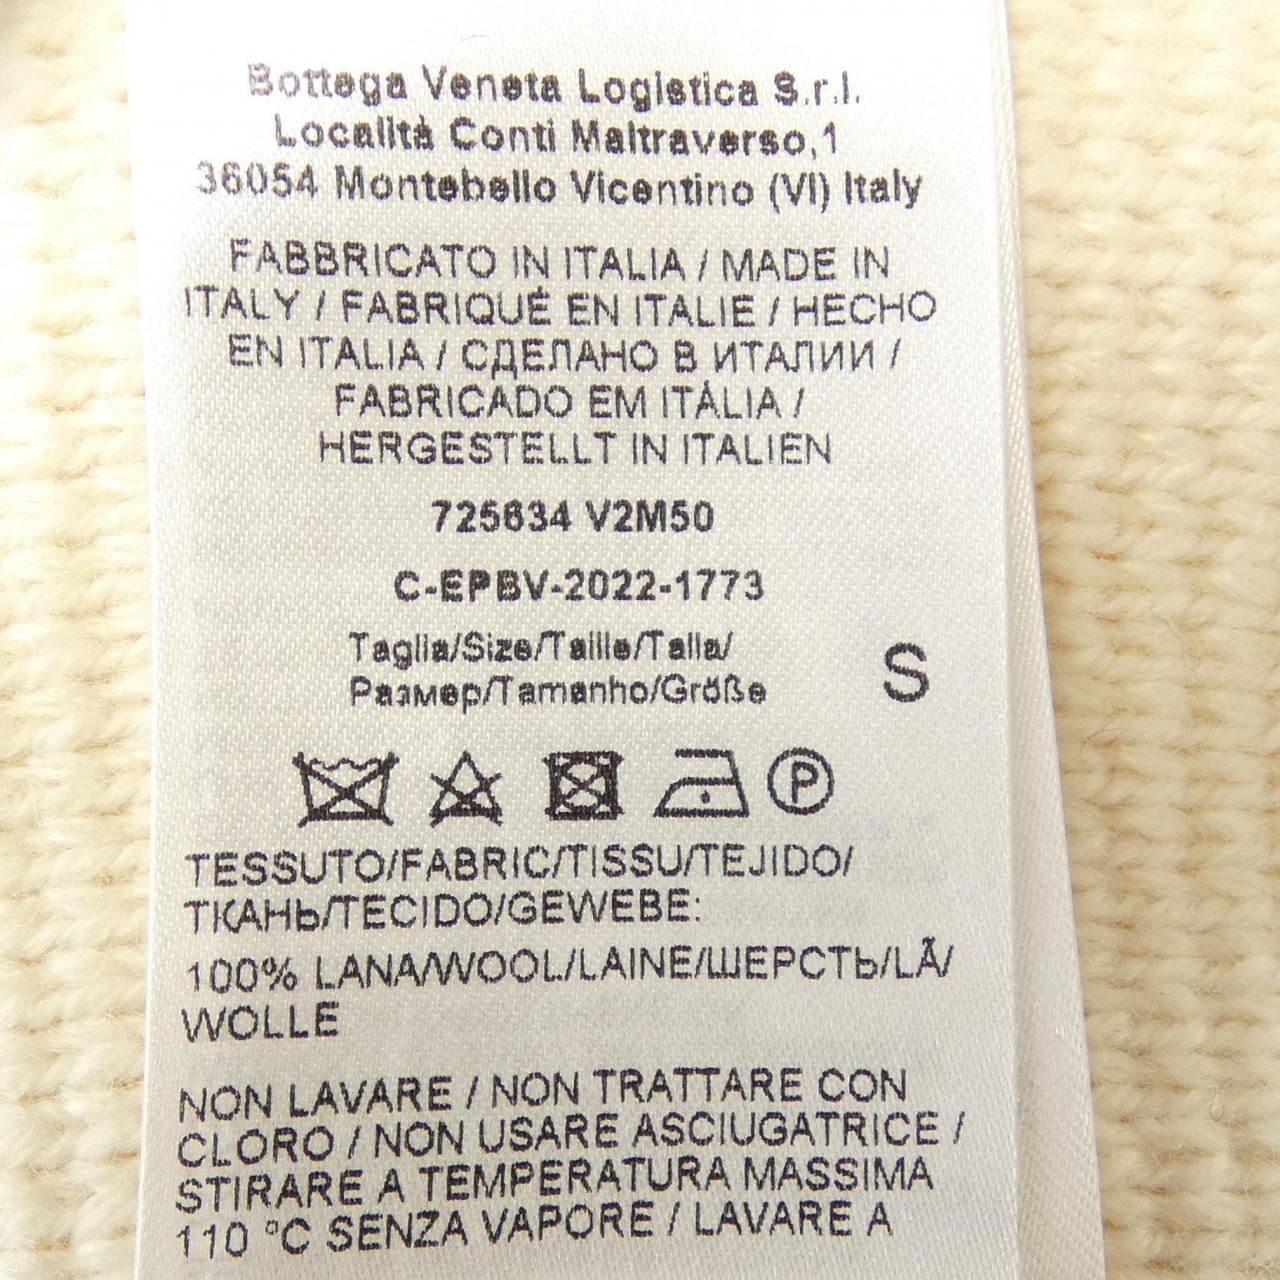 Bottega Veneta Logistica S.r.l.
Località Conti Maltraverso,1
36054 Montebello Vicentino (VI) Italy
FABBRICATO IN ITALIA / MADE IN
ITALY / FABRIQUÉ EN ITALIE / HECHO
EN ITALIA / СДЕЛАНО В ИТАЛИИ /
FABRICADO EM ITÁLIA /
HERGESTELLT IN ITALIEN
725634 V2M50
C-EPBV-2022-1773
Taglia/Size/Taille/Talla/
Размер/Tamanho/Größe
S
P
TESSUTO/FABRIC/TISSU/TEJIDO/
ТКАНЬ/TECIDO/GEWEBE:
100% LANA/WOOL/LAINE/ШЕРСТЬ/LÃ/
WOLLE
NON LAVARE / NON TRATTARE CON
CLORO / NON USARE ASCIUGATRICE /
STIRARE A TEMPERATURA MASSIMA
110 °C SENZA VAPORE / LAVARE A